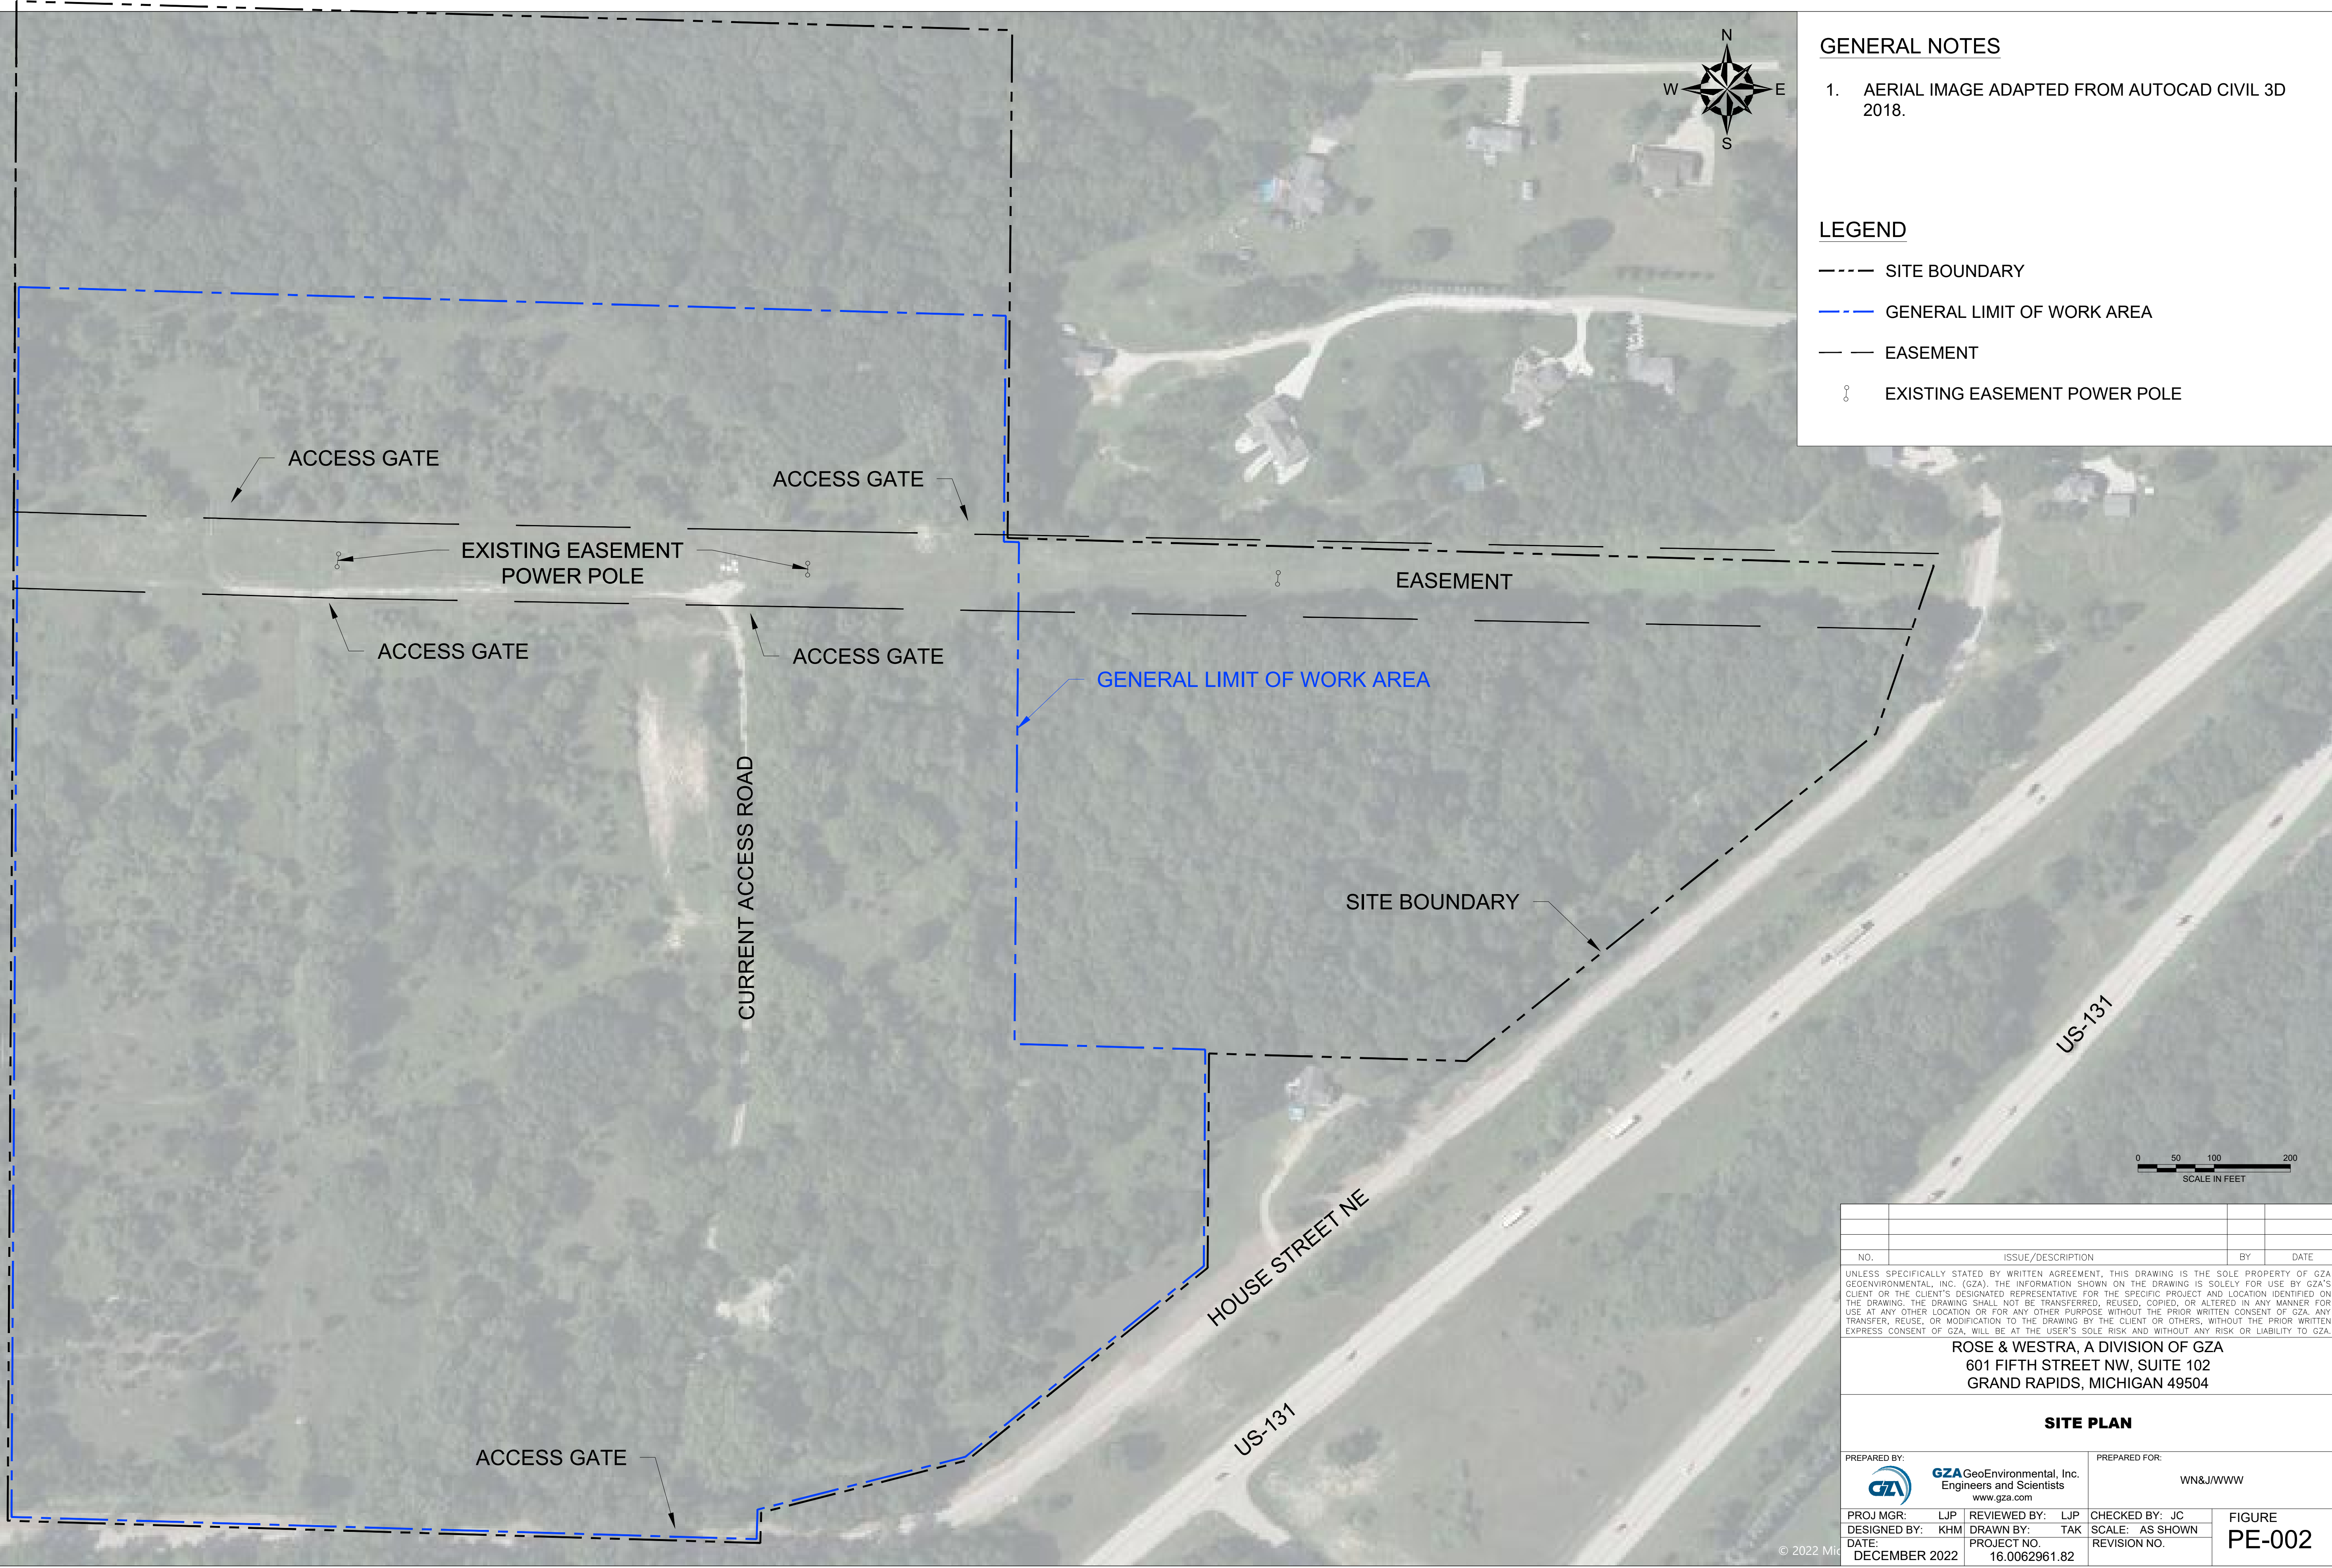 N
W
E
S
GENERAL NOTES
1. AERIAL IMAGE ADAPTED FROM AUTOCAD CIVIL 3D
2018.
LEGEND
SITE BOUNDARY
GENERAL LIMIT OF WORK AREA
EASEMENT
EXISTING EASEMENT POWER POLE
ACCESS GATE
ACCESS GATE
EXISTING EASEMENT
POWER POLE
EASEMENT
ACCESS GATE
ACCESS GATE
GENERAL LIMIT OF WORK AREA
CURRENT ACCESS ROAD
SITE BOUNDARY
US-131
HOUSE STREET NE
US-131
ACCESS GATE
0 50 100 200
SCALE IN FEET
NO. ISSUE/DESCRIPTION BY DATE
UNLESS SPECIFICALLY STATED BY WRITTEN AGREEMENT, THIS DRAWING IS THE SOLE PROPERTY OF GZA
GEOENVIRONMENTAL, INC. (GZA). THE INFORMATION SHOWN ON THE DRAWING IS SOLELY FOR USE BY GZA'S
CLIENT OR THE CLIENT'S DESIGNATED REPRESENTATIVE FOR THE SPECIFIC PROJECT AND LOCATION IDENTIFIED ON
THE DRAWING. THE DRAWING SHALL NOT BE TRANSFERRED, REUSED, COPIED, OR ALTERED IN ANY MANNER FOR
USE AT ANY OTHER LOCATION OR FOR ANY OTHER PURPOSE WITHOUT THE PRIOR WRITTEN CONSENT OF GZA. ANY
TRANSFER, REUSE, OR MODIFICATION TO THE DRAWING BY THE CLIENT OR OTHERS, WITHOUT THE PRIOR WRITTEN
EXPRESS CONSENT OF GZA, WILL BE AT THE USER'S SOLE RISK AND WITHOUT ANY RISK OR LIABILITY TO GZA.
ROSE & WESTRA, A DIVISION OF GZA
601 FIFTH STREET NW, SUITE 102
GRAND RAPIDS, MICHIGAN 49504
SITE PLAN
PREPARED BY:
GZA
GZA GeoEnvironmental, Inc.
Engineers and Scientists
www.gza.com
PREPARED FOR:
WN&J/WWW
PROJ MGR: LJP REVIEWED BY: LJP CHECKED BY: JC
DESIGNED BY: KHM DRAWN BY: TAK SCALE: AS SHOWN
DATE: PROJECT NO. REVISION NO.
DECEMBER 2022 16.0062961.82
FIGURE
PE-002
© 2022